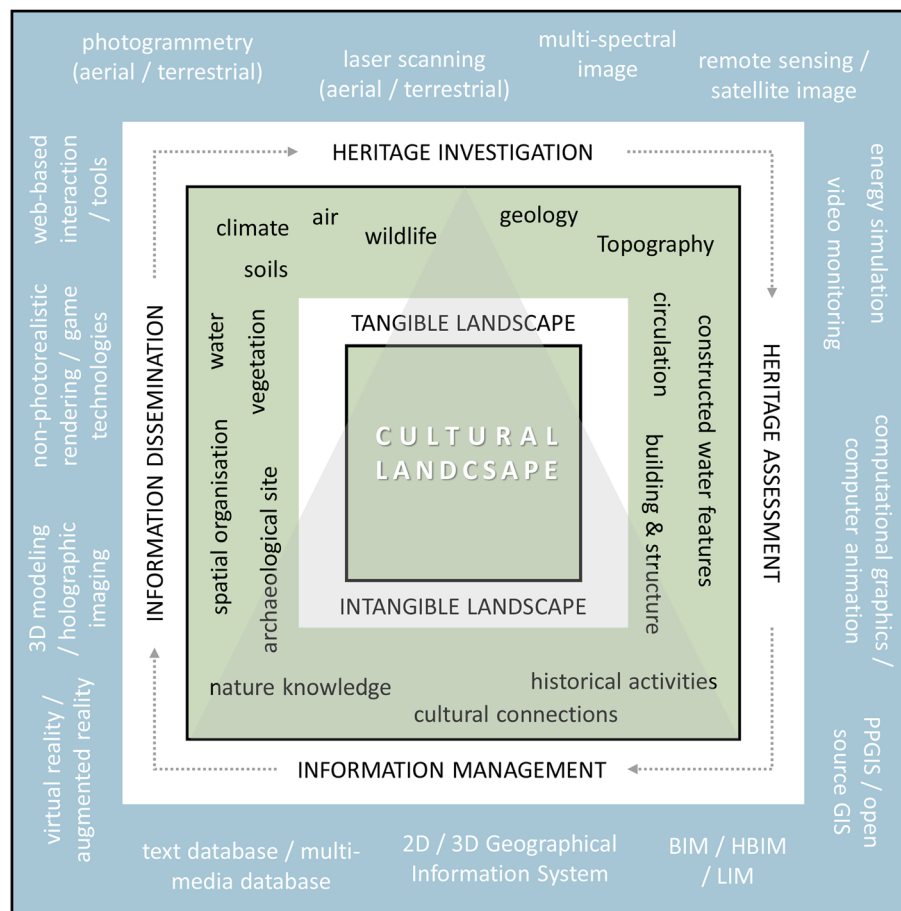 photogrammetry
(aerial / terrestrial)
laser scanning
(aerial / terrestrial)
multi-spectral
image
remote sensing /
satellite image
web-based
interaction
/ tools
HERITAGE INVESTIGATION
energy simulation
video monitoring
climate
air
wildlife
geology
Topography
soils
non-photorealistic
rendering / game
technologies
INFORMATION DISSEMINATION
water
vegetation
TANGIBLE LANDSCAPE
circulation
constructed water features
HERITAGE ASSESSMENT
CULTURAL
LANDCSAPE
computational graphics /
computer animation
spatial organisation
archaeological site
building & structure
3D modeling
/ holographic
imaging
INTANGIBLE LANDSCAPE
nature knowledge
historical activities
cultural connections
virtual reality /
augmented reality
INFORMATION MANAGEMENT
PPGIS / open
source GIS
text database / multi-
media database
2D / 3D Geographical
Information System
BIM / HBIM
/ LIM